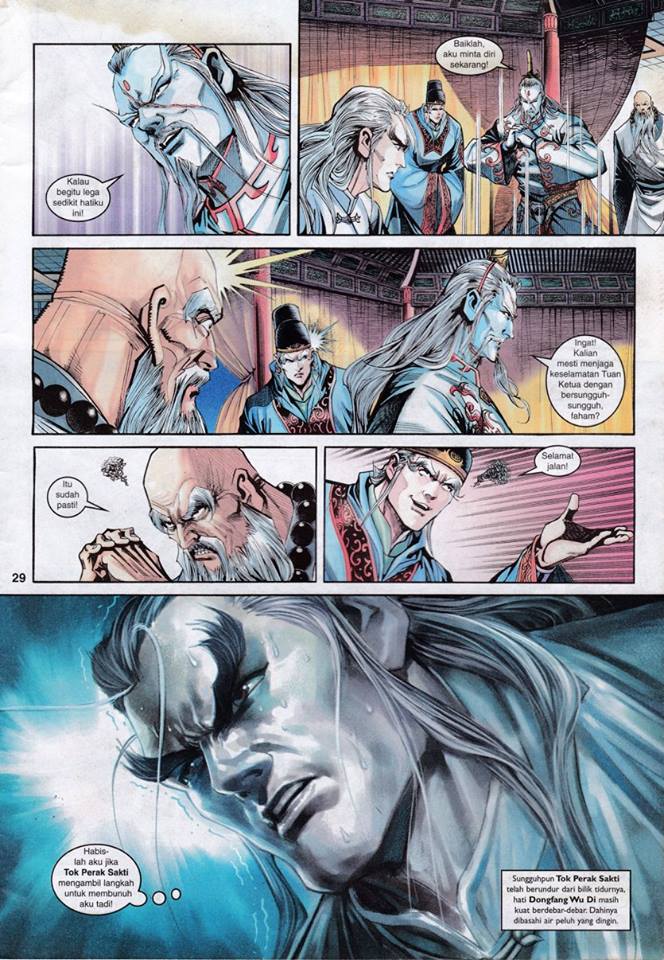 Kalau
begitu lega
sedikit hatiku
ini!
Baiklah,
aku minta diri
sekarang!
Ingat!
Kalian
mesti menjaga
keselamatan Tuan
Ketua dengan
bersungguh-
sungguh,
faham?
Itu
sudah
pasti!
Selamat
jalan!
29
Habis-
lah aku jika
Tok Perak Sakti
mengambil langkah
untuk membunuh
aku tadi!
Sungguhpun Tok Perak Sakti
telah berundur dari bilik tidurnya,
hati Dongfang Wu Di masih
kuat berdebar-debar. Dahinya
dibasahi air peluh yang dingin.